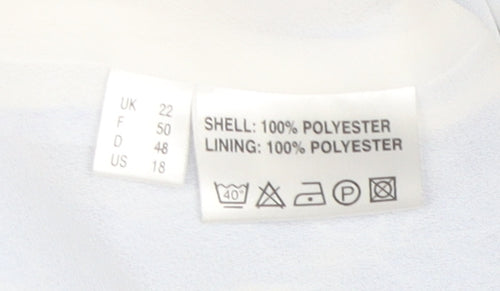 UK 22
F 50
D 48
US 18
SHELL: 100% POLYESTER
LINING: 100% POLYESTER
40° P